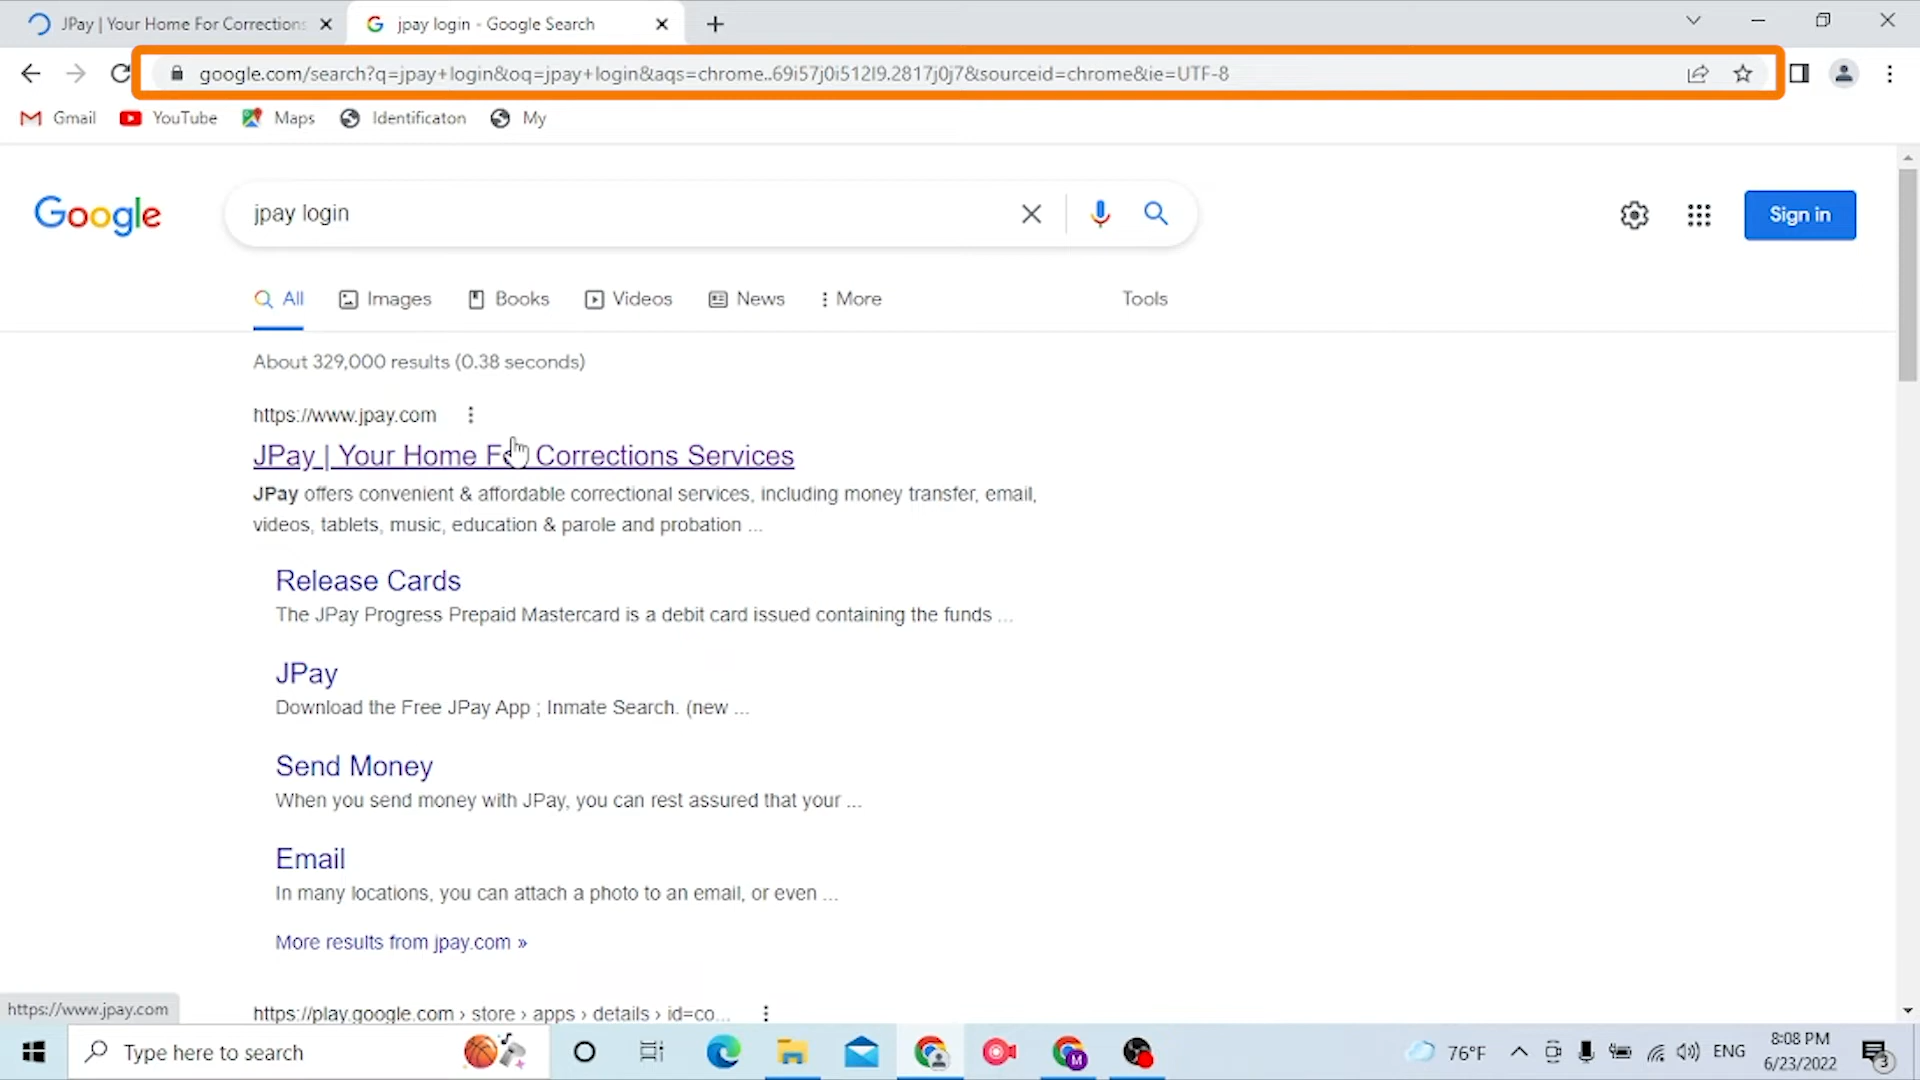 JPay | Your Home For Corrections
jpay login - Google Search
google.com/search?q=jpay+login&oq=jpay+login&aqs=chrome..69i57j0i512l9.2817j0j7&sourceid=chrome&ie=UTF-8
Gmail YouTube Maps Identificaton My
Google
jpay login
Sign in
All Images Books Videos News More Tools
About 329,000 results (0.38 seconds)
https://www.jpay.com
JPay | Your Home For Corrections Services
JPay offers convenient & affordable correctional services, including money transfer, email,
videos, tablets, music, education & parole and probation ...
Release Cards
The JPay Progress Prepaid Mastercard is a debit card issued containing the funds ...
JPay
Download the Free JPay App ; Inmate Search. (new ...
Send Money
When you send money with JPay, you can rest assured that your ...
Email
In many locations, you can attach a photo to an email, or even ...
More results from jpay.com »
https://www.jpay.com
https://play.google.com › store › apps › details › id=co...
Type here to search
M
76°F
ENG
8:08 PM
6/23/2022
3